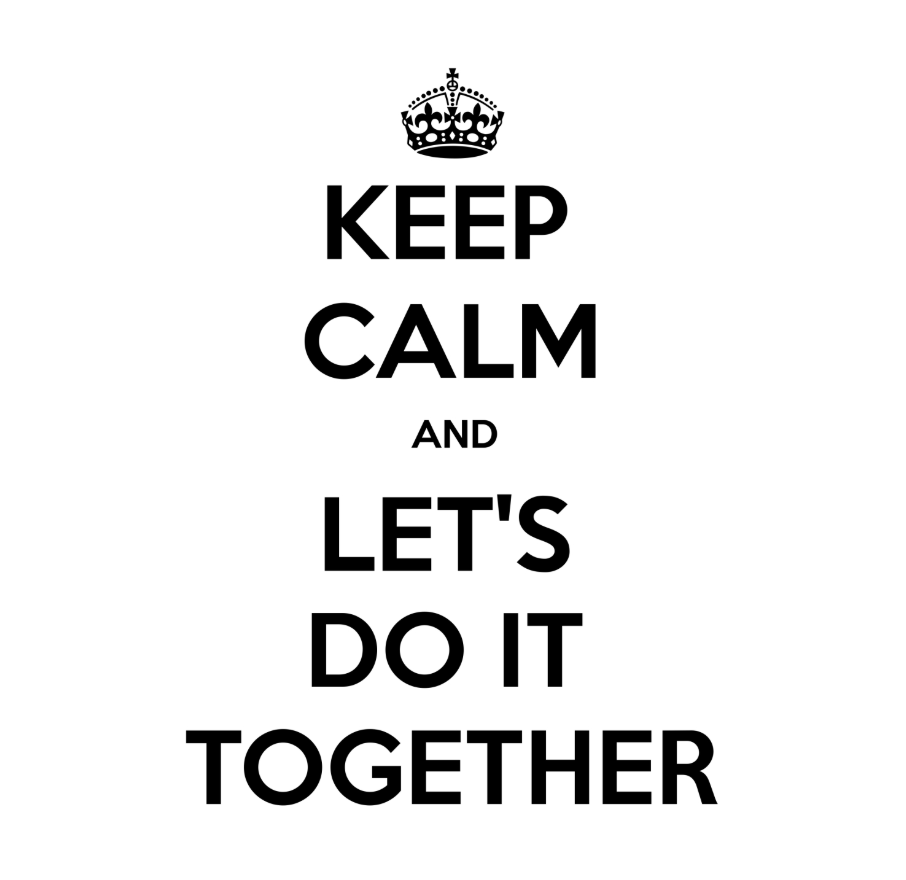 KEEP
CALM
AND
LET'S
DO IT
TOGETHER